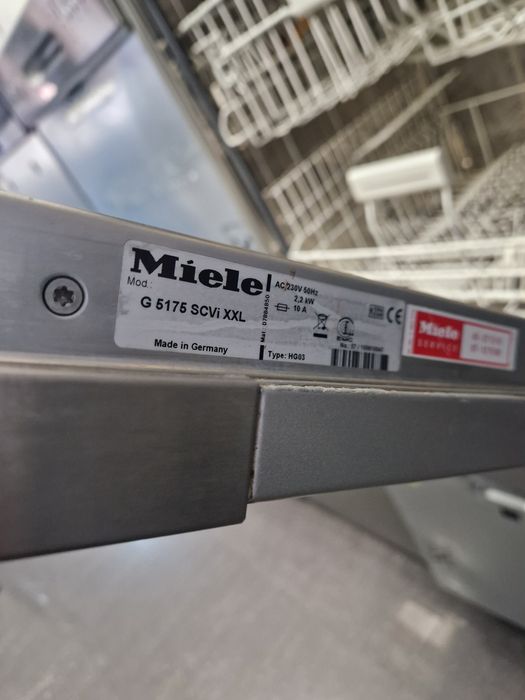 Miele
Mod.:
G 5175 SCVi XXL
Made in Germany
AC 230V 50Hz
2,2 kW
10 A
Type: HG03
CE
Miele
SERVICE